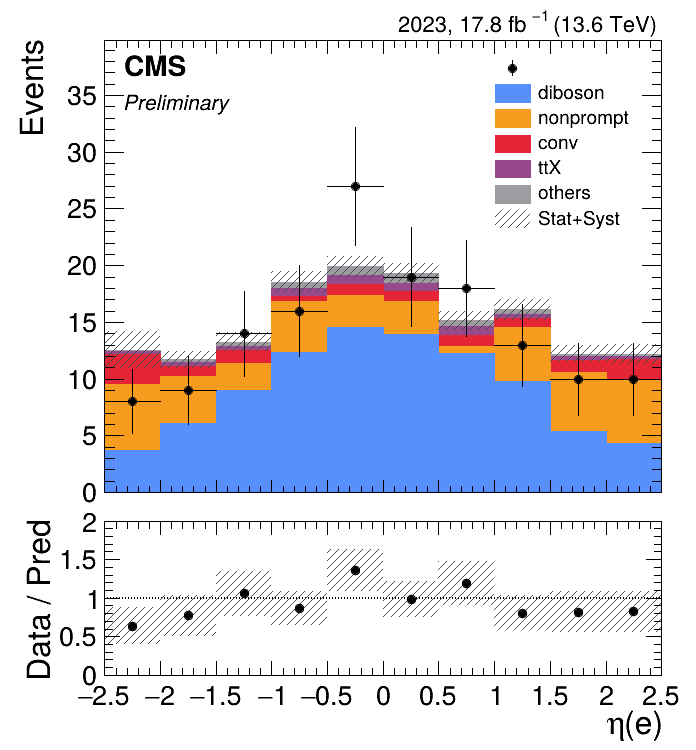 2023, 17.8 fb⁻¹ (13.6 TeV)
CMS
Preliminary
diboson
nonprompt
conv
ttX
others
Stat+Syst
Events
35
30
25
20
15
10
5
0
Data / Pred
2
1.5
1
0.5
0
−2.5 −2 −1.5 −1 −0.5 0 0.5 1 1.5 2 2.5
η(e)